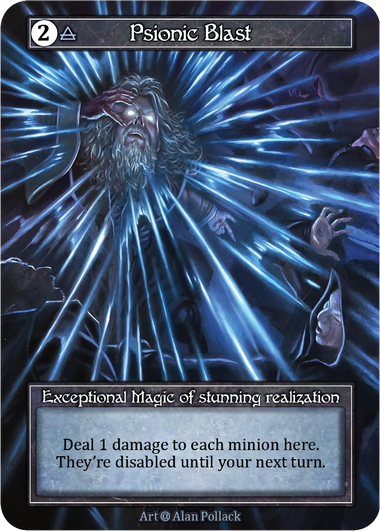 2 Psionic Blast
Exceptional Magic of stunning realization
Deal 1 damage to each minion here.
They're disabled until your next turn.
Art @ Alan Pollack